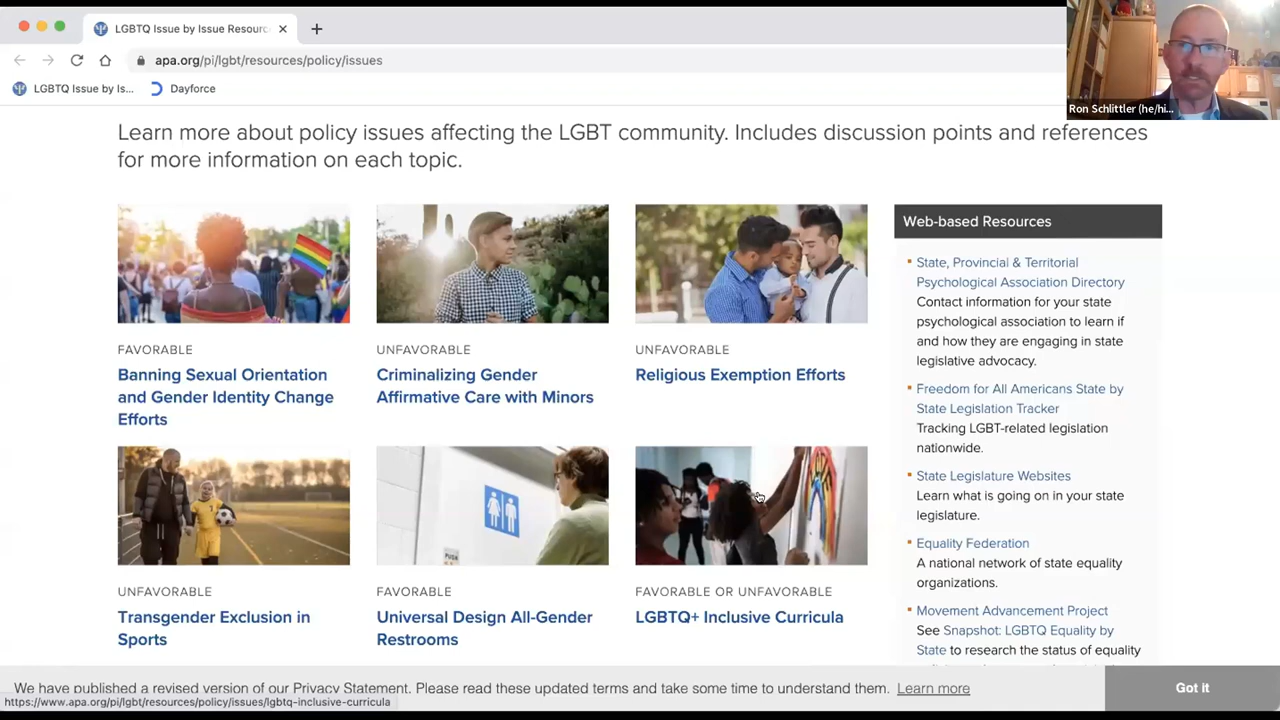 LGBTQ Issue by Issue Resourc
apa.org/pi/lgbt/resources/policy/issues
LGBTQ Issue by Is...
Dayforce
Ron Schlittler (he/hi...
Learn more about policy issues affecting the LGBT community. Includes discussion points and references
for more information on each topic.
FAVORABLE
Banning Sexual Orientation
and Gender Identity Change
Efforts
UNFAVORABLE
Criminalizing Gender
Affirmative Care with Minors
UNFAVORABLE
Religious Exemption Efforts
PUSH
UNFAVORABLE
Transgender Exclusion in
Sports
FAVORABLE
Universal Design All-Gender
Restrooms
FAVORABLE OR UNFAVORABLE
LGBTQ+ Inclusive Curricula
Web-based Resources
State, Provincial & Territorial
Psychological Association Directory
Contact information for your state
psychological association to learn if
and how they are engaging in state
legislative advocacy.
Freedom for All Americans State by
State Legislation Tracker
Tracking LGBT-related legislation
nationwide.
State Legislature Websites
Learn what is going on in your state
legislature.
Equality Federation
A national network of state equality
organizations.
Movement Advancement Project
See Snapshot: LGBTQ Equality by
State to research the status of equality
We have published a revised version of our Privacy Statement. Please read these updated terms and take some time to understand them. Learn more
Got it
https://www.apa.org/pi/lgbt/resources/policy/issues/lgbtq-inclusive-curricula